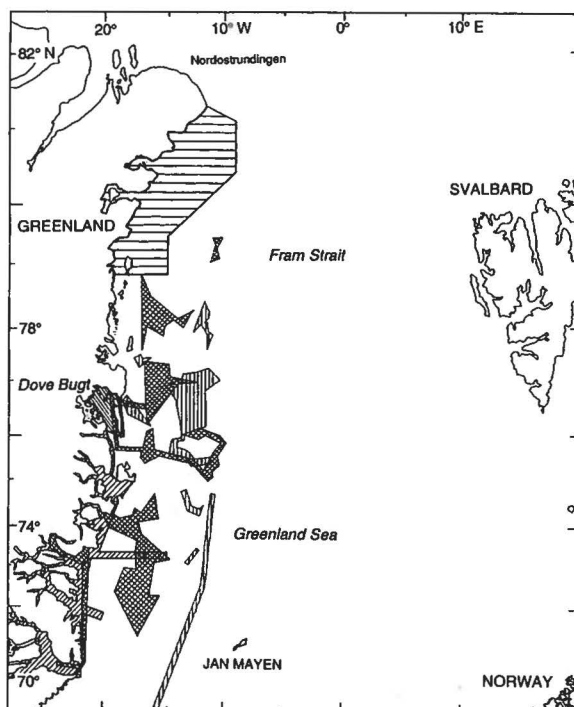 20° -10° W 0° 10° E
82° N
Nordostrundingen
SVALBARD
GREENLAND
Fram Strait
78°
Dove Bugt
74°
Greenland Sea
JAN MAYEN
70°
NORWAY